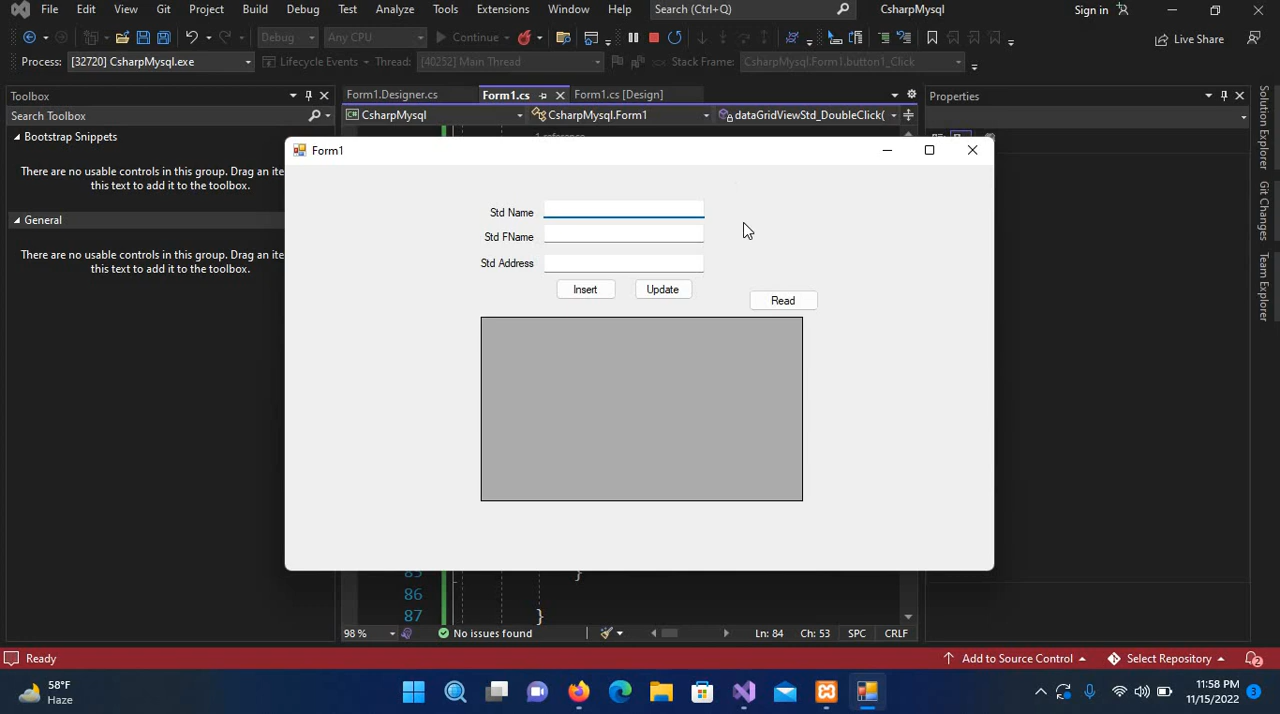 File Edit View Git Project Build Debug Test Analyze Tools Extensions Window Help Search (Ctrl+Q) CsharpMysql Sign in
Debug Any CPU Continue Live Share
Process: [32720] CsharpMysql.exe Lifecycle Events Thread: [40252] Main Thread Stack Frame: CsharpMysql.Form1.button1_Click
Toolbox
Search Toolbox
Bootstrap Snippets
There are no usable controls in this group. Drag an ite
this text to add it to the toolbox.
General
There are no usable controls in this group. Drag an ite
this text to add it to the toolbox.
Form1.Designer.cs Form1.cs Form1.cs [Design]
CsharpMysql CsharpMysql.Form1 dataGridViewStd_DoubleClick(
1 reference
Form1
Std Name
Std FName
Std Address
Insert Update
Read
85 }
86
87 }
98 % No issues found Ln: 84 Ch: 53 SPC CRLF
Properties
Solution Explorer
Git Changes
Team Explorer
Ready Add to Source Control Select Repository 2
58°F
Haze
11:58 PM
11/15/2022
3